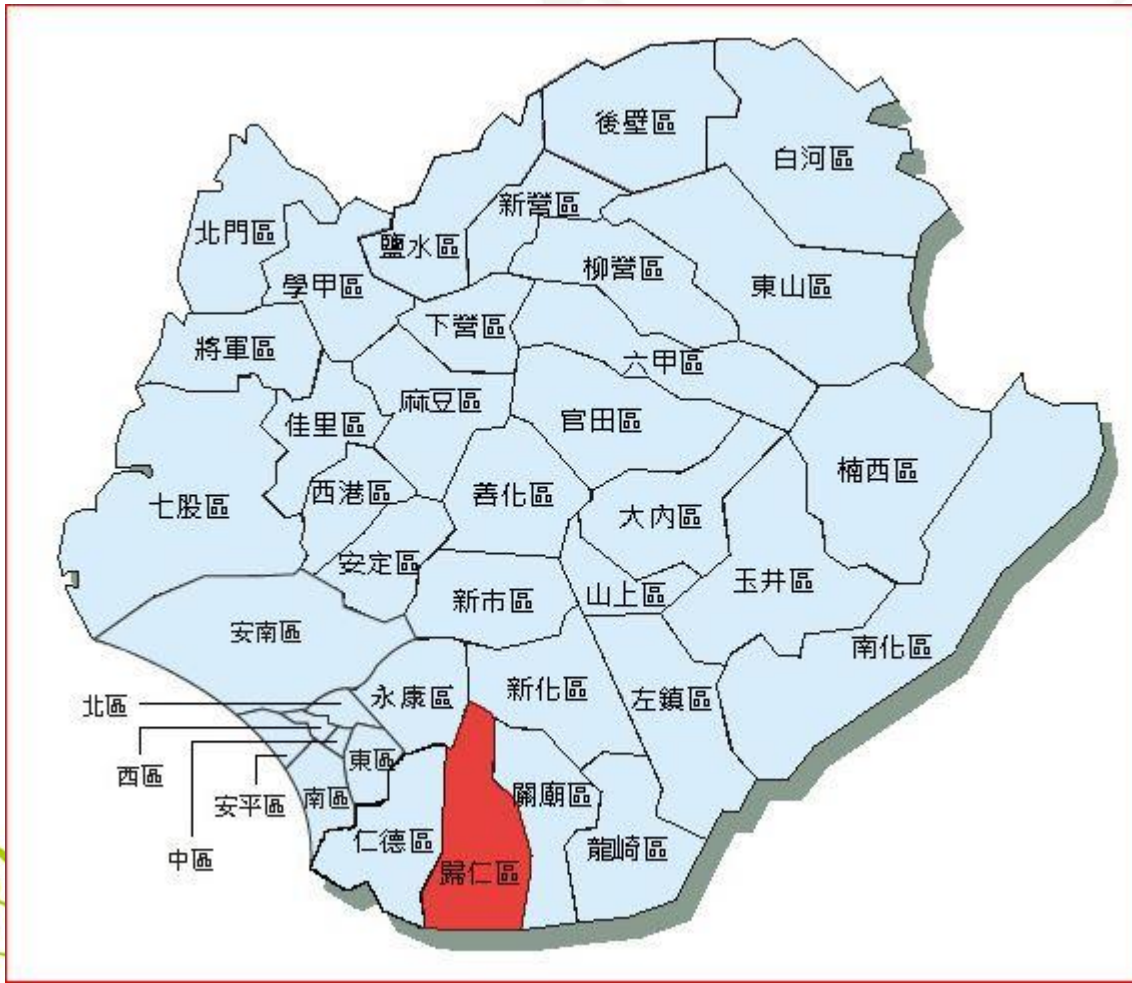 後壁區
白河區
新營區
北門區
鹽水區
柳營區
學甲區
東山區
下營區
將軍區
六甲區
麻豆區
佳里區
官田區
楠西區
西港區
善化區
七股區
大內區
安定區
玉井區
新市區
山上區
安南區
南化區
永康區
新化區
左鎮區
北區
東區
西區
安平區
南區
關廟區
仁德區
龍崎區
中區
歸仁區